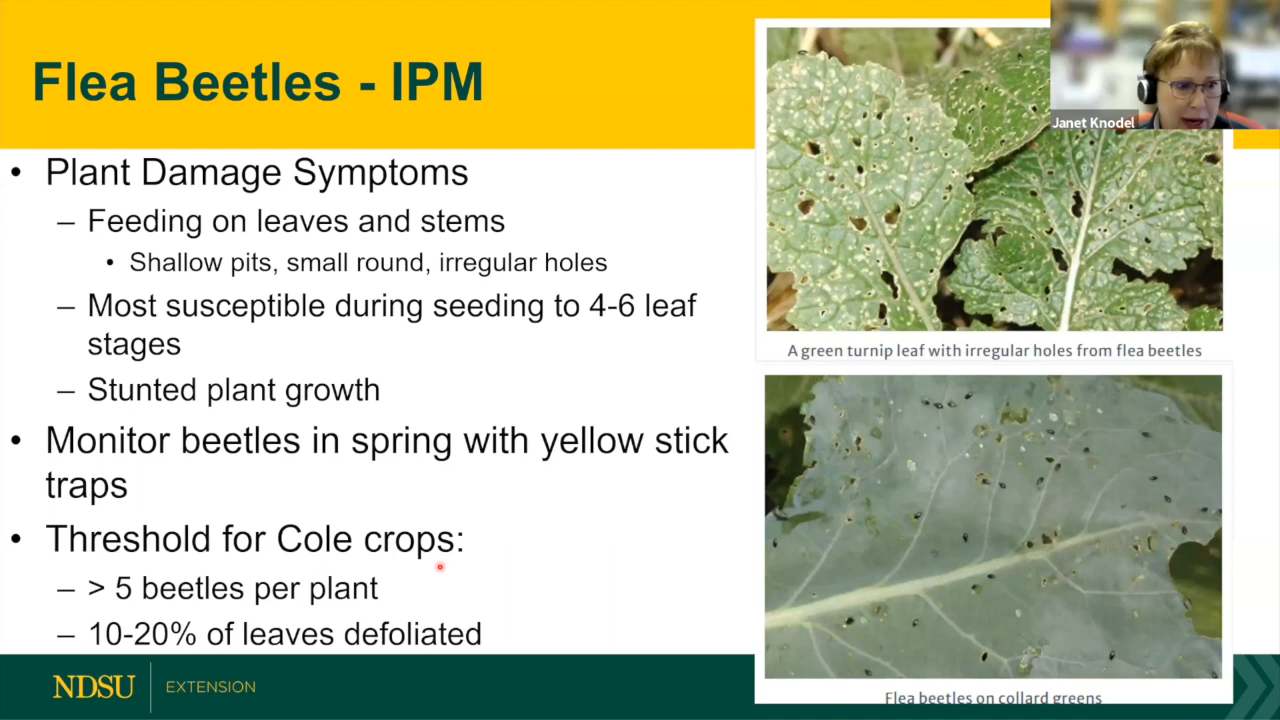 Flea Beetles - IPM
Janet Knodel
• Plant Damage Symptoms
– Feeding on leaves and stems
• Shallow pits, small round, irregular holes
– Most susceptible during seeding to 4-6 leaf
stages
– Stunted plant growth
• Monitor beetles in spring with yellow stick
traps
• Threshold for Cole crops:
– > 5 beetles per plant
– 10-20% of leaves defoliated
A green turnip leaf with irregular holes from flea beetles
Flea beetles on collard greens
NDSU EXTENSION